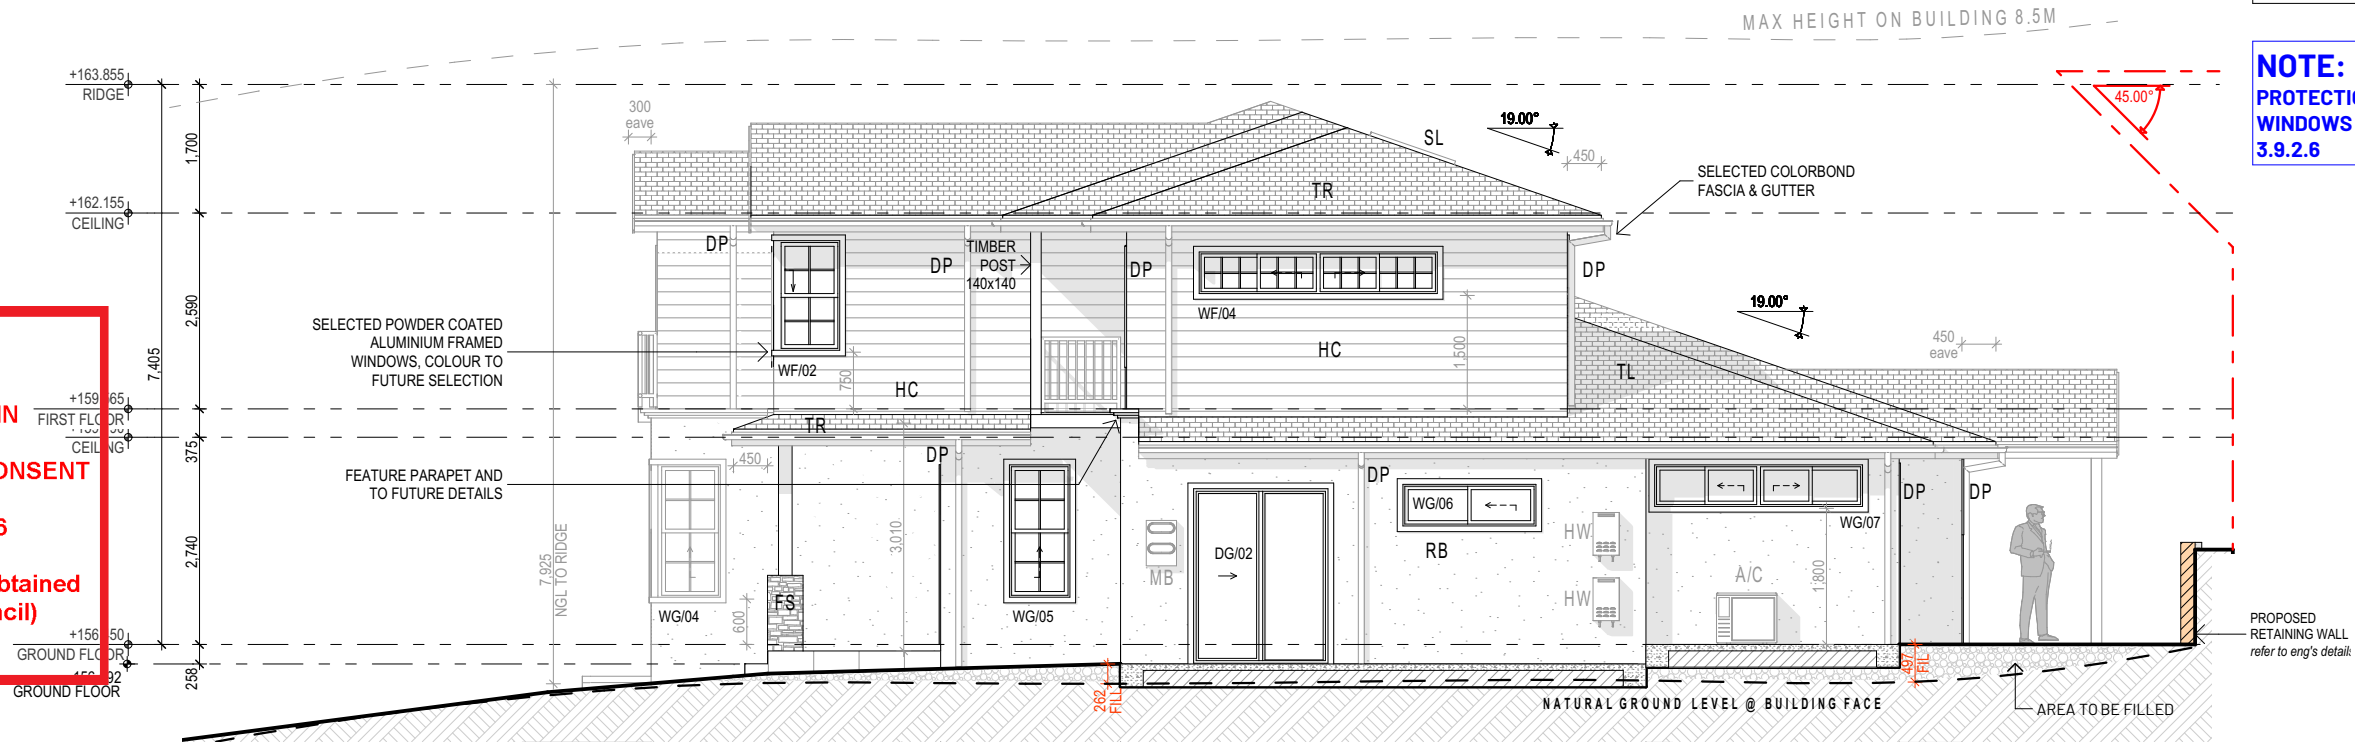 MAX HEIGHT ON BUILDING 8.5M
NOTE:
PROTECTIO
WINDOWS
3.9.2.6
+163.855
RIDGE
300
eave
1,700
19.00°
SL
450
45.00°
SELECTED COLORBOND
FASCIA & GUTTER
TR
+162.155
CEILING
DP
TIMBER
POST
140x140
DP
DP
DP
2,590
7,405
SELECTED POWDER COATED
ALUMINIUM FRAMED
WINDOWS, COLOUR TO
FUTURE SELECTION
WF/02
750
HC
WF/04
HC
1,500
19.00°
450
eave
TL
IN
FIRST FLOOR
CEILING
375
ONSENT
TR
450
DP
FEATURE PARAPET AND
TO FUTURE DETAILS
DP
DP
DP
WG/06
WG/07
6
2,740
7,925
NGL TO RIDGE
3,010
HW
RB
DG/02
MB
A/C
1,800
btained
ncil)
HW
FS
600
WG/04
WG/05
GROUND FLOOR
258
GROUND FLOOR
PROPOSED
RETAINING WALL
refer to eng's details
262
FILL
497
FIL
NATURAL GROUND LEVEL @ BUILDING FACE
AREA TO BE FILLED